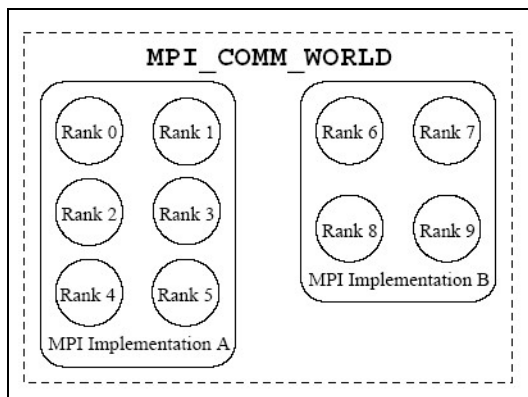 MPI_COMM_WORLD
Rank 0
Rank 1
Rank 2
Rank 3
Rank 4
Rank 5
MPI Implementation A
Rank 6
Rank 7
Rank 8
Rank 9
MPI Implementation B